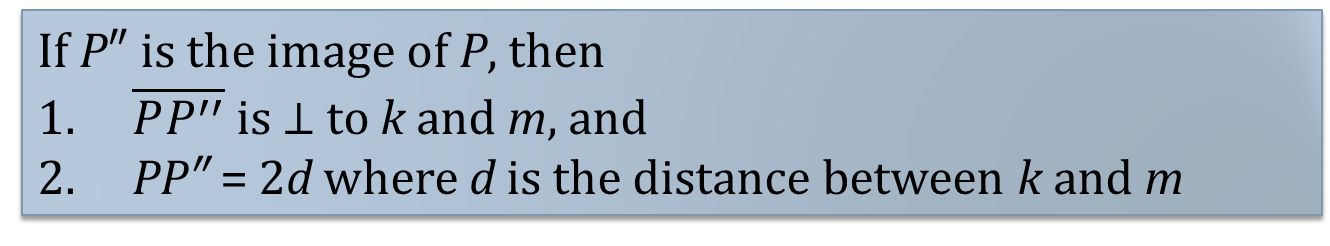 If P″ is the image of P, then
1. P̅P̅″̅ is ⊥ to k and m, and
2. PP″ = 2d where d is the distance between k and m